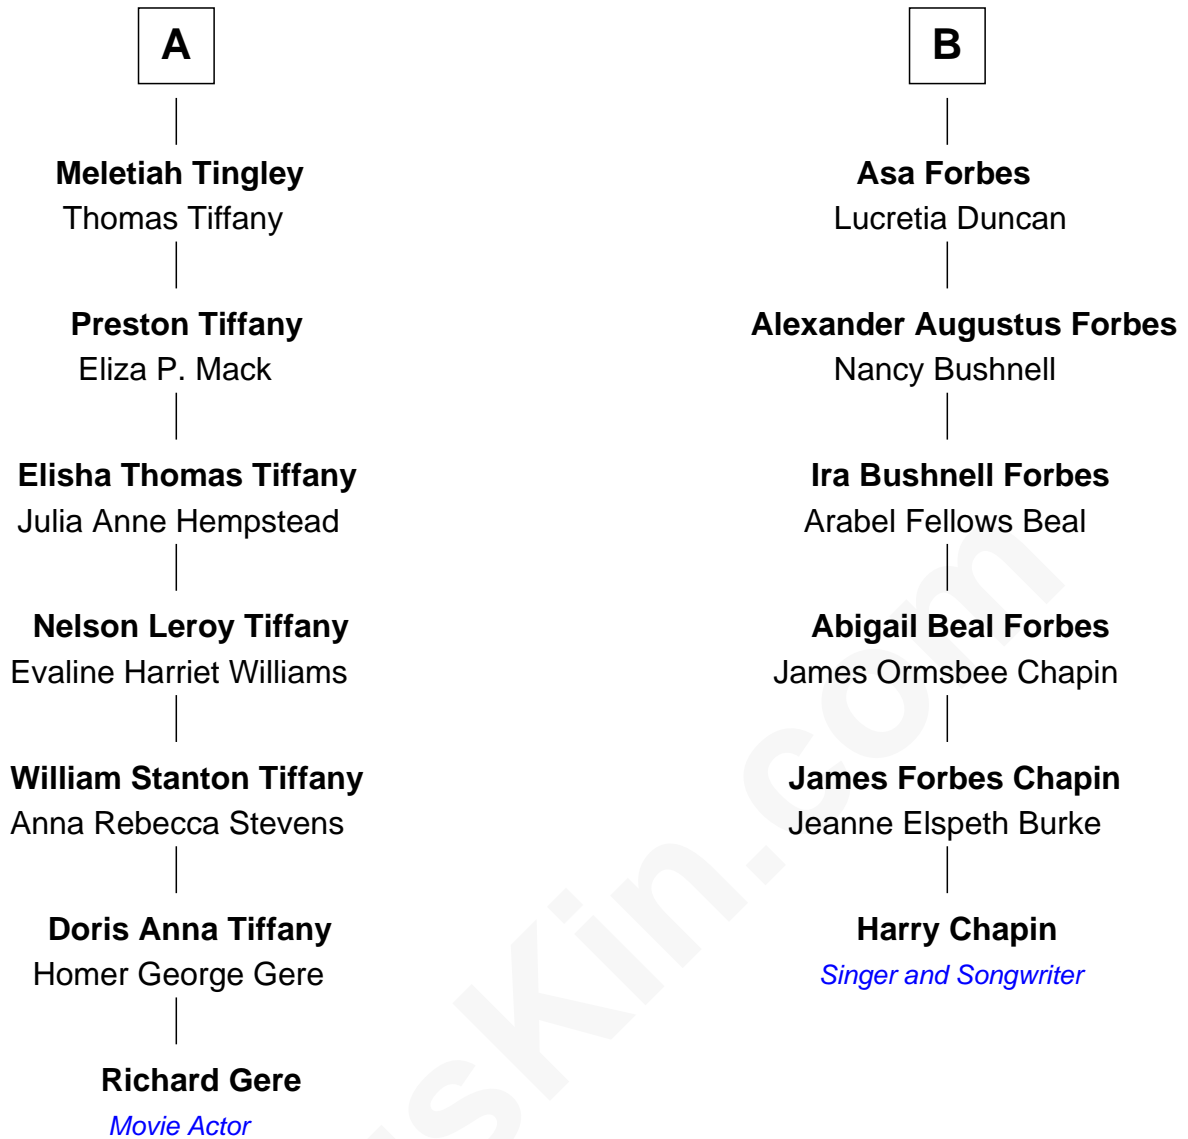 A
Meletiah Tingley
Thomas Tiffany
Preston Tiffany
Eliza P. Mack
Elisha Thomas Tiffany
Julia Anne Hempstead
Nelson Leroy Tiffany
Evaline Harriet Williams
William Stanton Tiffany
Anna Rebecca Stevens
Doris Anna Tiffany
Homer George Gere
Richard Gere
Movie Actor
B
Asa Forbes
Lucretia Duncan
Alexander Augustus Forbes
Nancy Bushnell
Ira Bushnell Forbes
Arabel Fellows Beal
Abigail Beal Forbes
James Ormsbee Chapin
James Forbes Chapin
Jeanne Elspeth Burke
Harry Chapin
Singer and Songwriter